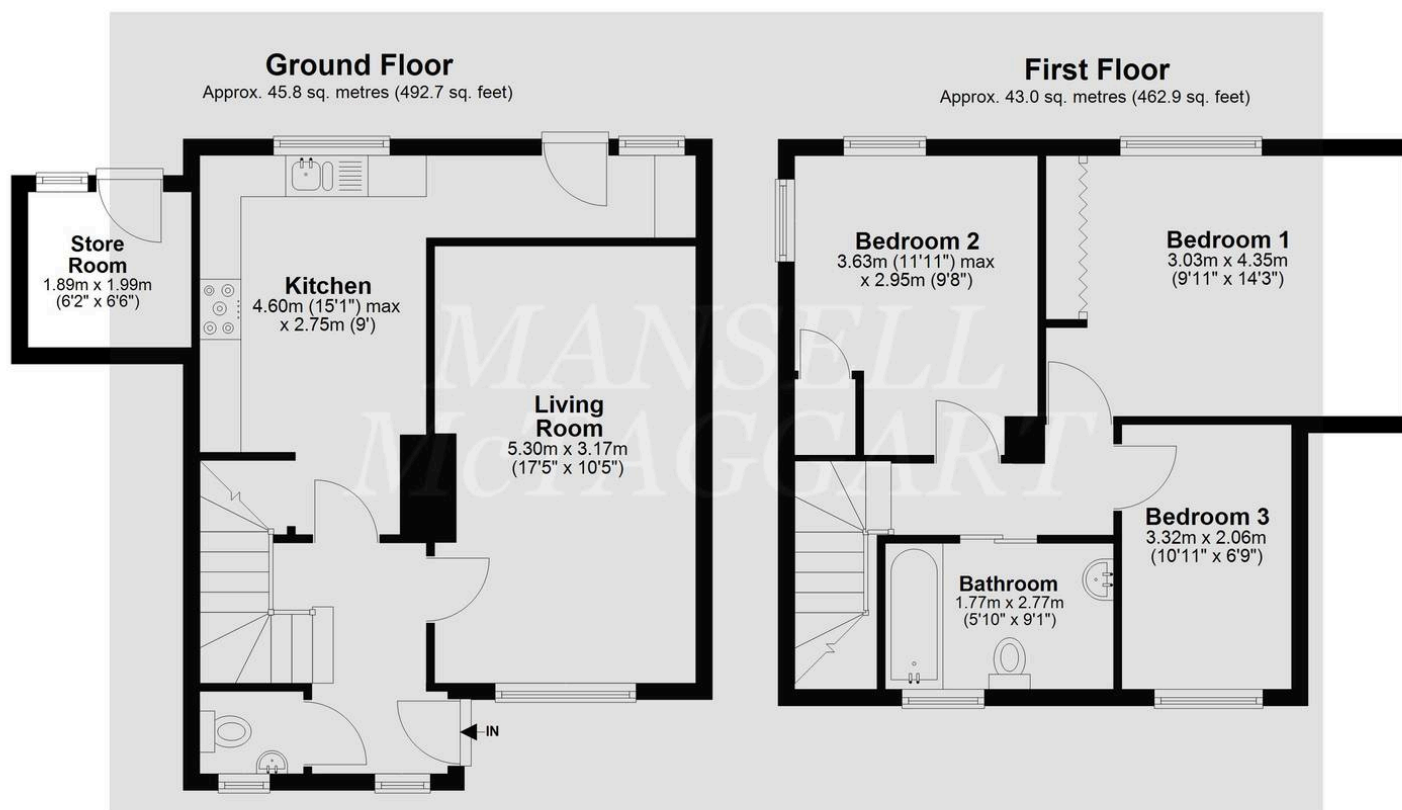 Ground Floor
Approx. 45.8 sq. metres (492.7 sq. feet)
First Floor
Approx. 43.0 sq. metres (462.9 sq. feet)
Store
Room
1.89m x 1.99m
(6'2" x 6'6")
Kitchen
4.60m (15'1") max
x 2.75m (9')
Living
Room
5.30m x 3.17m
(17'5" x 10'5")
IN
Bedroom 2
3.63m (11'11") max
x 2.95m (9'8")
Bedroom 1
3.03m x 4.35m
(9'11" x 14'3")
Bedroom 3
3.32m x 2.06m
(10'11" x 6'9")
Bathroom
1.77m x 2.77m
(5'10" x 9'1")
MANSELL
McTAGGART